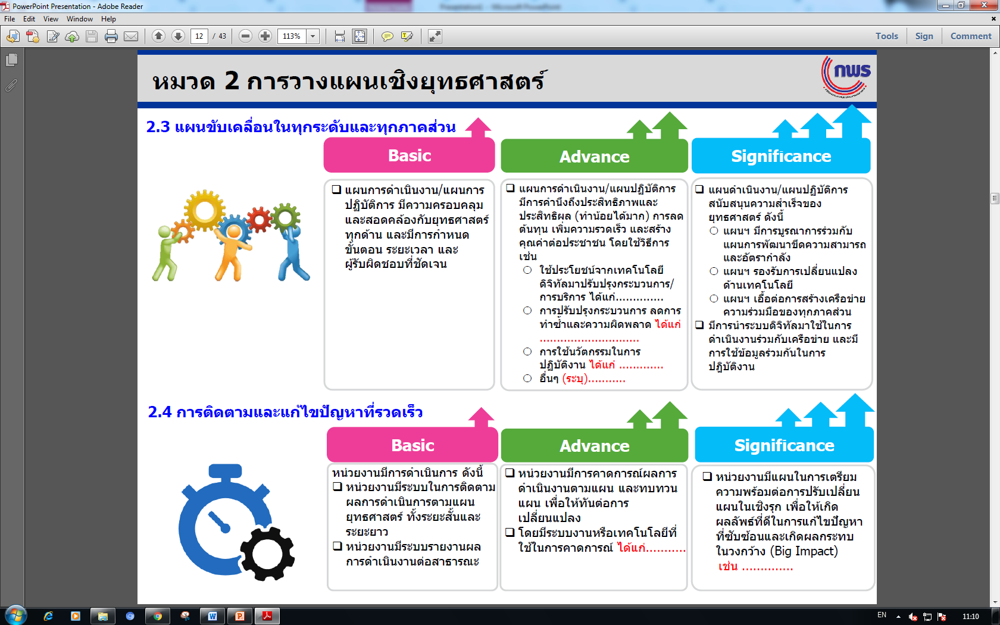 PowerPoint Presentation - Adobe Reader
File Edit View Window Help
12 / 43
113%
Tools Sign Comment
หมวด 2 การวางแผนเชิงยุทธศาสตร์
กพร
2.3 แผนขับเคลื่อนในทุกระดับและทุกภาคส่วน
Basic
แผนการดำเนินงาน/แผนการ
ปฏิบัติการ มีความครอบคลุม
และสอดคล้องกับยุทธศาสตร์
ทุกด้าน และมีการกำหนด
ขั้นตอน ระยะเวลา และ
ผู้รับผิดชอบที่ชัดเจน
Advance
แผนการดำเนินงาน/แผนปฏิบัติการ
มีการคำนึงถึงประสิทธิภาพและ
ประสิทธิผล (ทำน้อยได้มาก) การลด
ต้นทุน เพิ่มความรวดเร็ว และสร้าง
คุณค่าต่อประชาชน โดยใช้วิธีการ
เช่น
ใช้ประโยชน์จากเทคโนโลยี
ดิจิทัลมาปรับปรุงกระบวนการ/
การบริการ ได้แก่..............
การปรับปรุงกระบวนการ ลดการ
ทำซ้ำและความผิดพลาด ได้แก่
.............................
การใช้นวัตกรรมในการ
ปฏิบัติงาน ได้แก่ .............
อื่นๆ (ระบุ)...........
Significance
แผนดำเนินงาน/แผนปฏิบัติการ
สนับสนุนความสำเร็จของ
ยุทธศาสตร์ ดังนี้
แผนฯ มีการบูรณาการร่วมกับ
แผนการพัฒนาขีดความสามารถ
และอัตรากำลัง
แผนฯ รองรับการเปลี่ยนแปลง
ด้านเทคโนโลยี
แผนฯ เอื้อต่อการสร้างเครือข่าย
ความร่วมมือของทุกภาคส่วน
มีการนำระบบดิจิทัลมาใช้ในการ
ดำเนินงานร่วมกับเครือข่าย และมี
การใช้ข้อมูลร่วมกันในการ
ปฎิบัติงาน
2.4 การติดตามและแก้ไขปัญหาที่รวดเร็ว
Basic
หน่วยงานมีการดำเนินการ ดังนี้
หน่วยงานมีระบบในการติดตาม
ผลการดำเนินการตามแผน
ยุทธศาสตร์ ทั้งระยะสั้นและ
ระยะยาว
หน่วยงานมีระบบรายงานผล
การดำเนินงานต่อสาธารณะ
Advance
หน่วยงานมีการคาดการณ์ผลการ
ดำเนินงานตามแผน และทบทวน
แผน เพื่อให้ทันต่อการ
เปลี่ยนแปลง
โดยมีระบบงานหรือเทคโนโลยีที่
ใช้ในการคาดการณ์ ได้แก่...........
Significance
หน่วยงานมีแผนในการเตรียม
ความพร้อมต่อการปรับเปลี่ยน
แผนในเชิงรุก เพื่อให้เกิด
ผลลัพธ์ที่ดีในการแก้ไขปัญหา
ที่ซับซ้อนและเกิดผลกระทบ
ในวงกว้าง (Big Impact)
เช่น ..............
EN
11:10